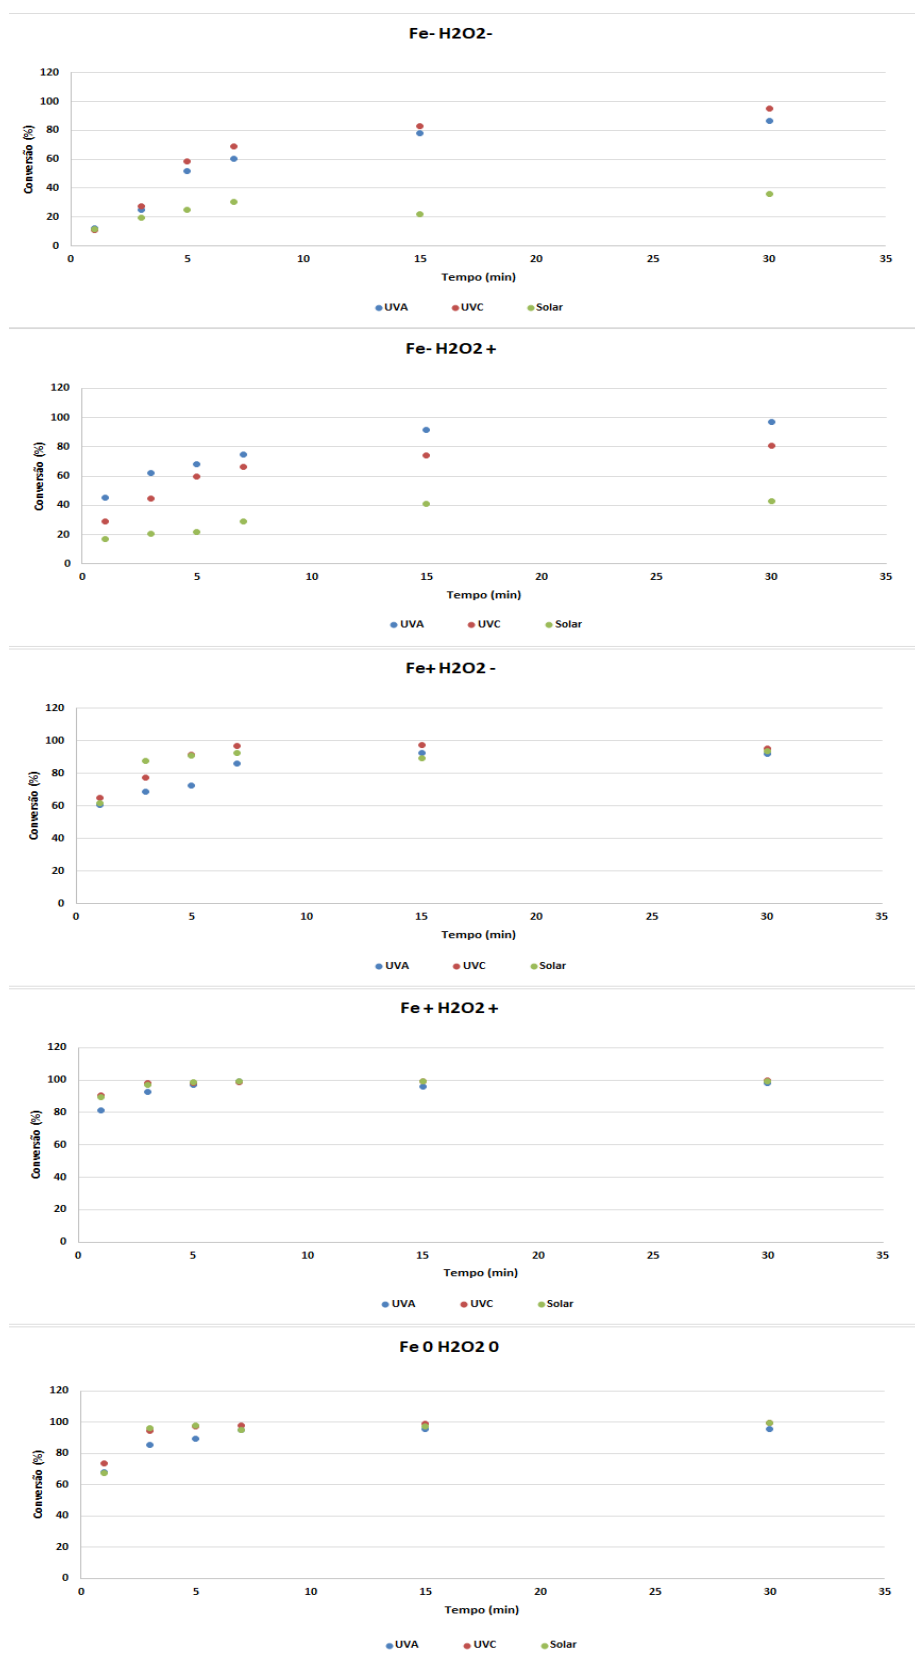 Fe- H2O2-
120
100
80
60
40
20
0
Conversão (%)
0 5 10 15 20 25 30 35
Tempo (min)
UVA UVC Solar
Fe- H2O2 +
120
100
80
60
40
20
0
Conversão (%)
0 5 10 15 20 25 30 35
Tempo (min)
UVA UVC Solar
Fe+ H2O2 -
120
100
80
60
40
20
0
Conversão (%)
0 5 10 15 20 25 30 35
Tempo (min)
UVA UVC Solar
Fe + H2O2 +
120
100
80
60
40
20
0
Conversão (%)
0 5 10 15 20 25 30 35
Tempo (min)
UVA UVC Solar
Fe 0 H2O2 0
120
100
80
60
40
20
0
Conversão (%)
0 5 10 15 20 25 30 35
Tempo (min)
UVA UVC Solar